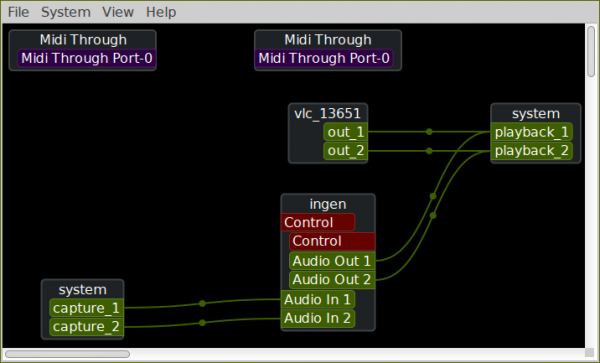 File System View Help
Midi Through
Midi Through Port-0
Midi Through
Midi Through Port-0
vlc_13651
out_1
out_2
system
playback_1
playback_2
ingen
Control
Control
Audio Out 1
Audio Out 2
Audio In 1
Audio In 2
system
capture_1
capture_2